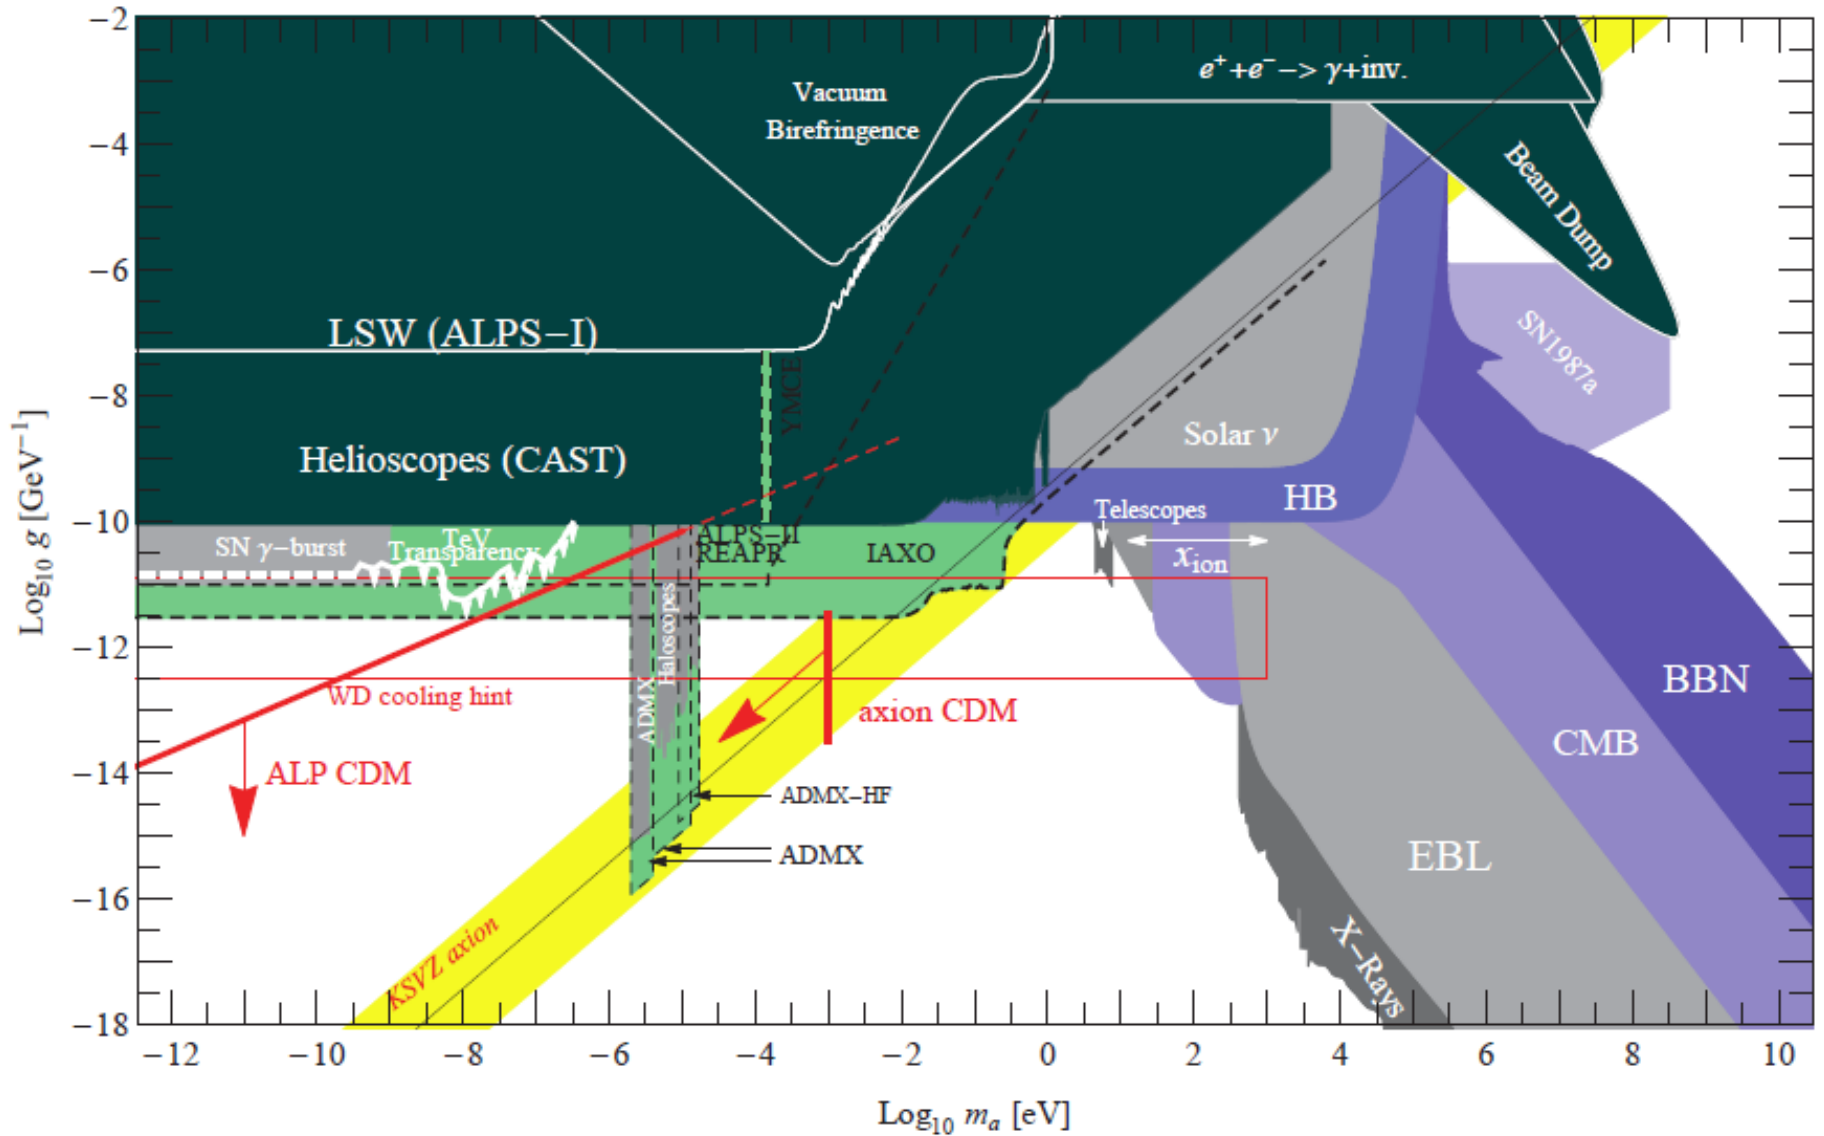 −2
−4
−6
−8
−10
−12
−14
−16
−18
Log₁₀ g [GeV⁻¹]
Vacuum
Birefringence
e⁺+e⁻−> γ+inv.
Beam Dump
LSW (ALPS−I)
YMCE
SN1987a
Helioscopes (CAST)
Solar ν
HB
Telescopes
SN γ−burst
TeV
Transparency
ALPS−II
REAPR
IAXO
x_ion
Haloscopes
ADMX
WD cooling hint
axion CDM
BBN
CMB
ALP CDM
ADMX−HF
ADMX
EBL
KSVZ axion
X−Rays
−12 −10 −8 −6 −4 −2 0 2 4 6 8 10
Log₁₀ mₐ [eV]